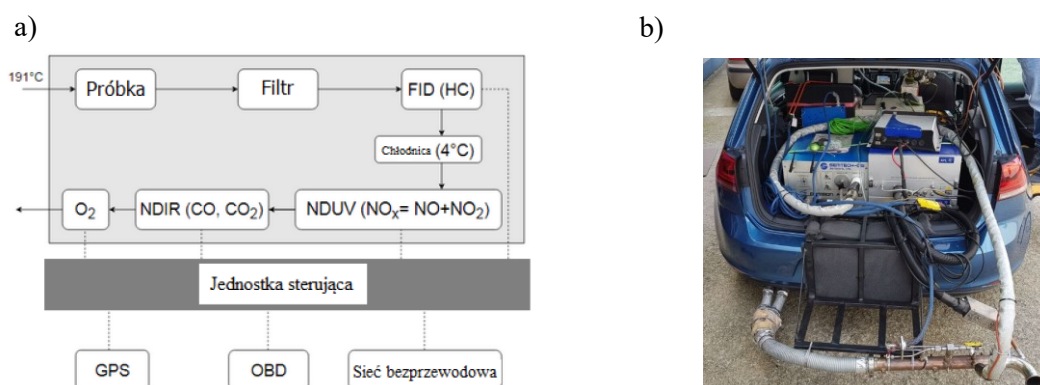 a)
b)
191°C
Próbka
Filtr
FID (HC)
Chłodnica (4°C)
O₂
NDIR (CO, CO₂)
NDUV (NOₓ= NO+NO₂)
Jednostka sterująca
GPS
OBD
Sieć bezprzewodowa